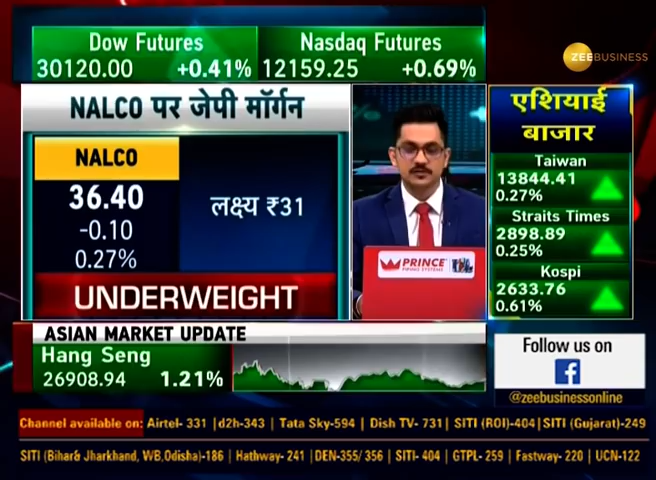 Dow Futures
30120.00 +0.41%
Nasdaq Futures
12159.25 +0.69%
ZEEBUSINESS
NALCO पर जेपी मॉर्गन
NALCO
36.40
-0.10
0.27%
लक्ष्य ₹31
UNDERWEIGHT
PRINCE
PIPING SYSTEMS
एशियाई
बाजार
Taiwan
13844.41
0.27%
Straits Times
2898.89
0.25%
Kospi
2633.76
0.61%
ASIAN MARKET UPDATE
Hang Seng
26908.94 1.21%
Follow us on
@zeebusinessonline
Channel available on: Airtel- 331 |d2h-343 | Tata Sky-594 | Dish TV- 731| SITI (ROI)-404|SITI (Gujarat)-249
SITI (Bihar& Jharkhand, WB,Odisha)-186 | Hathway- 241 |DEN-355/ 356 | SITI- 404 | GTPL- 259 | Fastway- 220 | UCN-122